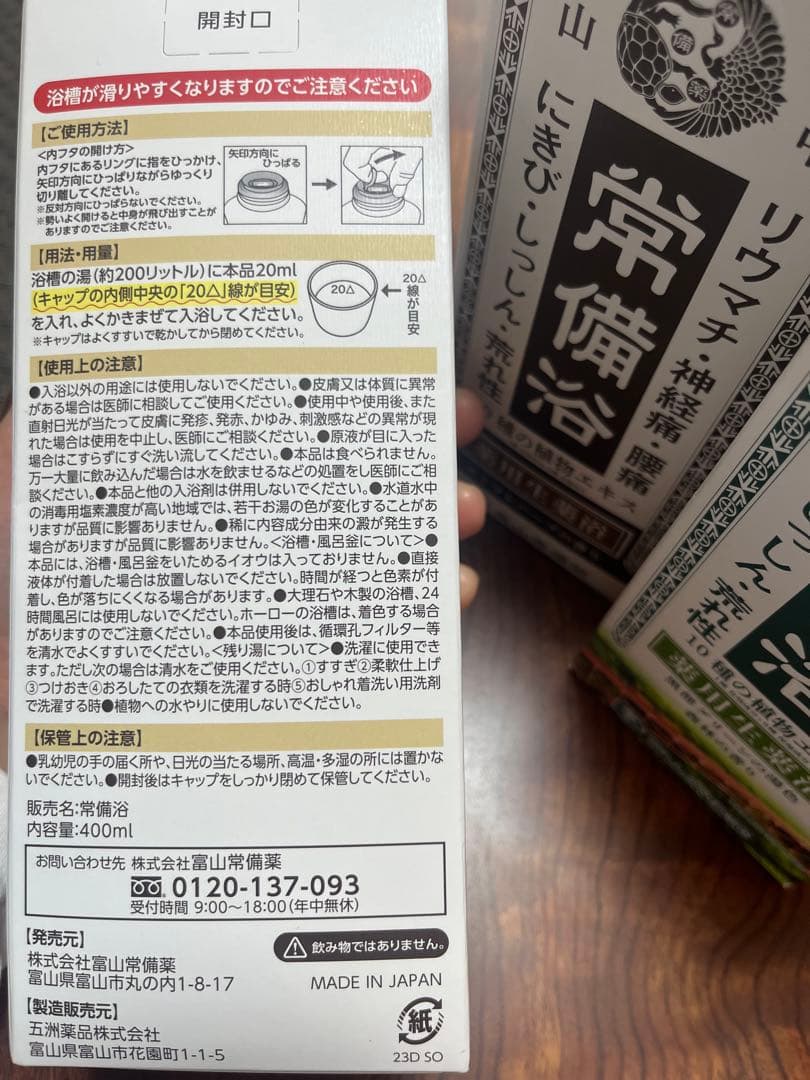 開封口
浴槽が滑りやすくなりますのでご注意ください
【ご使用方法】
<内フタの開け方>
内フタにあるリングに指をひっかけ、
矢印方向にひっぱりながらゆっくり
切り離してください。
※反対方向にひっぱらないでください。
※勢いよく開けると中身が飛び出すことが
ありますのでご注意ください。
矢印方向に
ひっぱる
【用法・用量】
浴槽の湯(約200リットル)に本品20ml
(キャップの内側中央の「20△」線が目安)
を入れ、よくかきまぜて入浴してください。
※キャップはよくすすいで乾かしてから閉めてください。
20△
20△
線が目安
【使用上の注意】
●入浴以外の用途には使用しないでください。●皮膚又は体質に異常
がある場合は医師に相談してご使用ください。●使用中や使用後、また
直射日光が当たって皮膚に発疹、発赤、かゆみ、刺激感などの異常が現
れた場合は使用を中止し、医師にご相談ください。●原液が目に入った
場合はこすらずにすぐ洗い流してください。●本品は食べられません。
万一大量に飲み込んだ場合は水を飲ませるなどの処置をし医師にご相
談ください。●本品と他の入浴剤は併用しないでください。●水道水中
の消毒用塩素濃度が高い地域では、若干お湯の色が変化することがあ
りますが品質に影響ありません。●稀に内容成分由来の澱が発生する
場合がありますが品質に影響ありません。<浴槽・風呂釜について>●
本品には、浴槽・風呂釜をいためるイオウは入っておりません。●直接
液体が付着した場合は放置しないでください。時間が経つと色素が付
着し、色が落ちにくくなる場合があります。●大理石や木製の浴槽、24
時間風呂には使用しないでください。ホーローの浴槽は、着色する場合
がありますのでご注意ください。●本品使用後は、循環孔フィルター等
を清水でよくすすいでください。<残り湯について>●洗濯に使用でき
ます。ただし次の場合は清水をご使用ください。①すすぎ②柔軟仕上げ
③つけおき④おろしたての衣類を洗濯する時⑤おしゃれ着洗い用洗剤
で洗濯する時●植物への水やりに使用しないでください。
【保管上の注意】
●乳幼児の手の届く所や、日光の当たる場所、高温・多湿の所には置かな
いでください。●開封後はキャップをしっかり閉めて保管してください。
販売名:常備浴
内容量:400ml
お問い合わせ先 株式会社富山常備薬
0120-137-093
受付時間 9:00〜18:00(年中無休)
【発売元】
株式会社富山常備薬
富山県富山市丸の内1-8-17
飲み物ではありません。
MADE IN JAPAN
【製造販売元】
五洲薬品株式会社
富山県富山市花園町1-1-5
紙
23D SO
山
備
薬
リウマチ・神経痛・腰痛
常備浴
にきび・しっしん・荒れ性
種の植物エキス
薬用生薬浴
しん・荒れ性
浴
10種の植物
薬用生薬